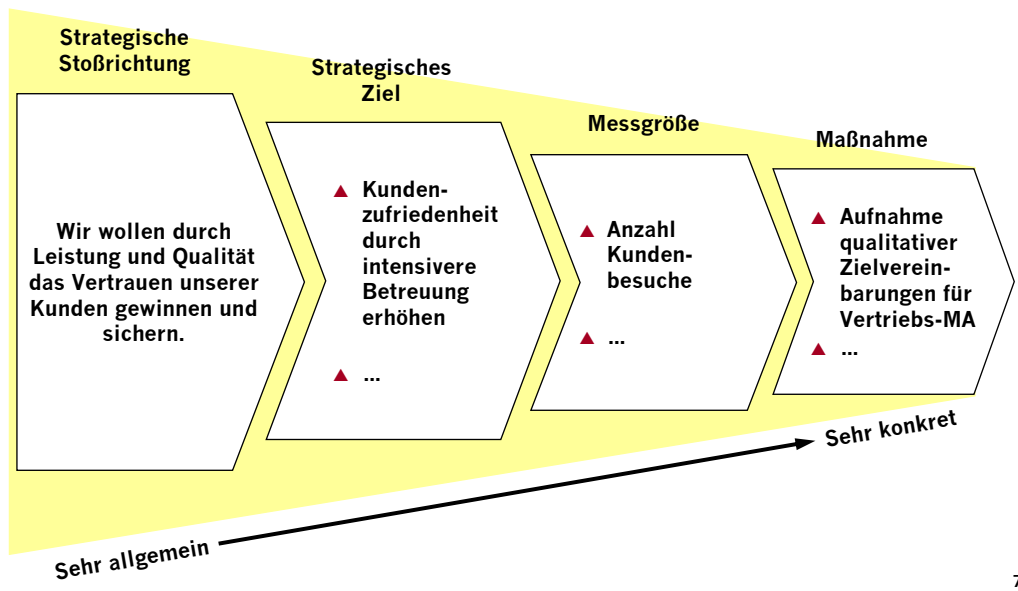 Strategische
Stoßrichtung
Wir wollen durch
Leistung und Qualität
das Vertrauen unserer
Kunden gewinnen und
sichern.
Strategisches
Ziel
▲ Kunden-
zufriedenheit
durch
intensivere
Betreuung
erhöhen
▲ ...
Messgröße
▲ Anzahl
Kunden-
besuche
▲ ...
Maßnahme
▲ Aufnahme
qualitativer
Zielverein-
barungen für
Vertriebs-MA
▲ ...
Sehr allgemein
Sehr konkret
7